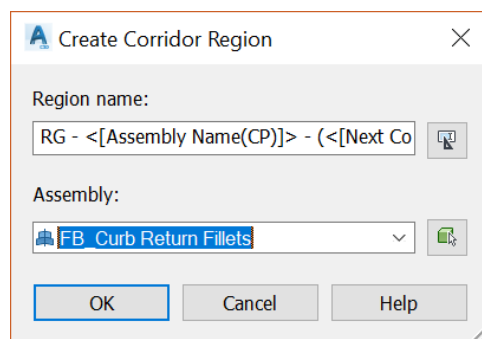 Create Corridor Region
Region name:
RG - <[Assembly Name(CP)]> - (<[Next Co
Assembly:
FB_Curb Return Fillets
OK Cancel Help